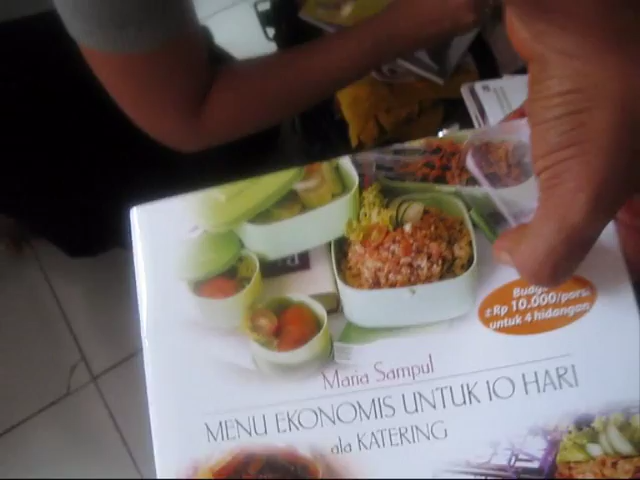 Budget
± Rp 10.000/porsi
untuk 4 hidangan
Maria Sampul
MENU EKONOMIS UNTUK 10 HARI
ala KATERING